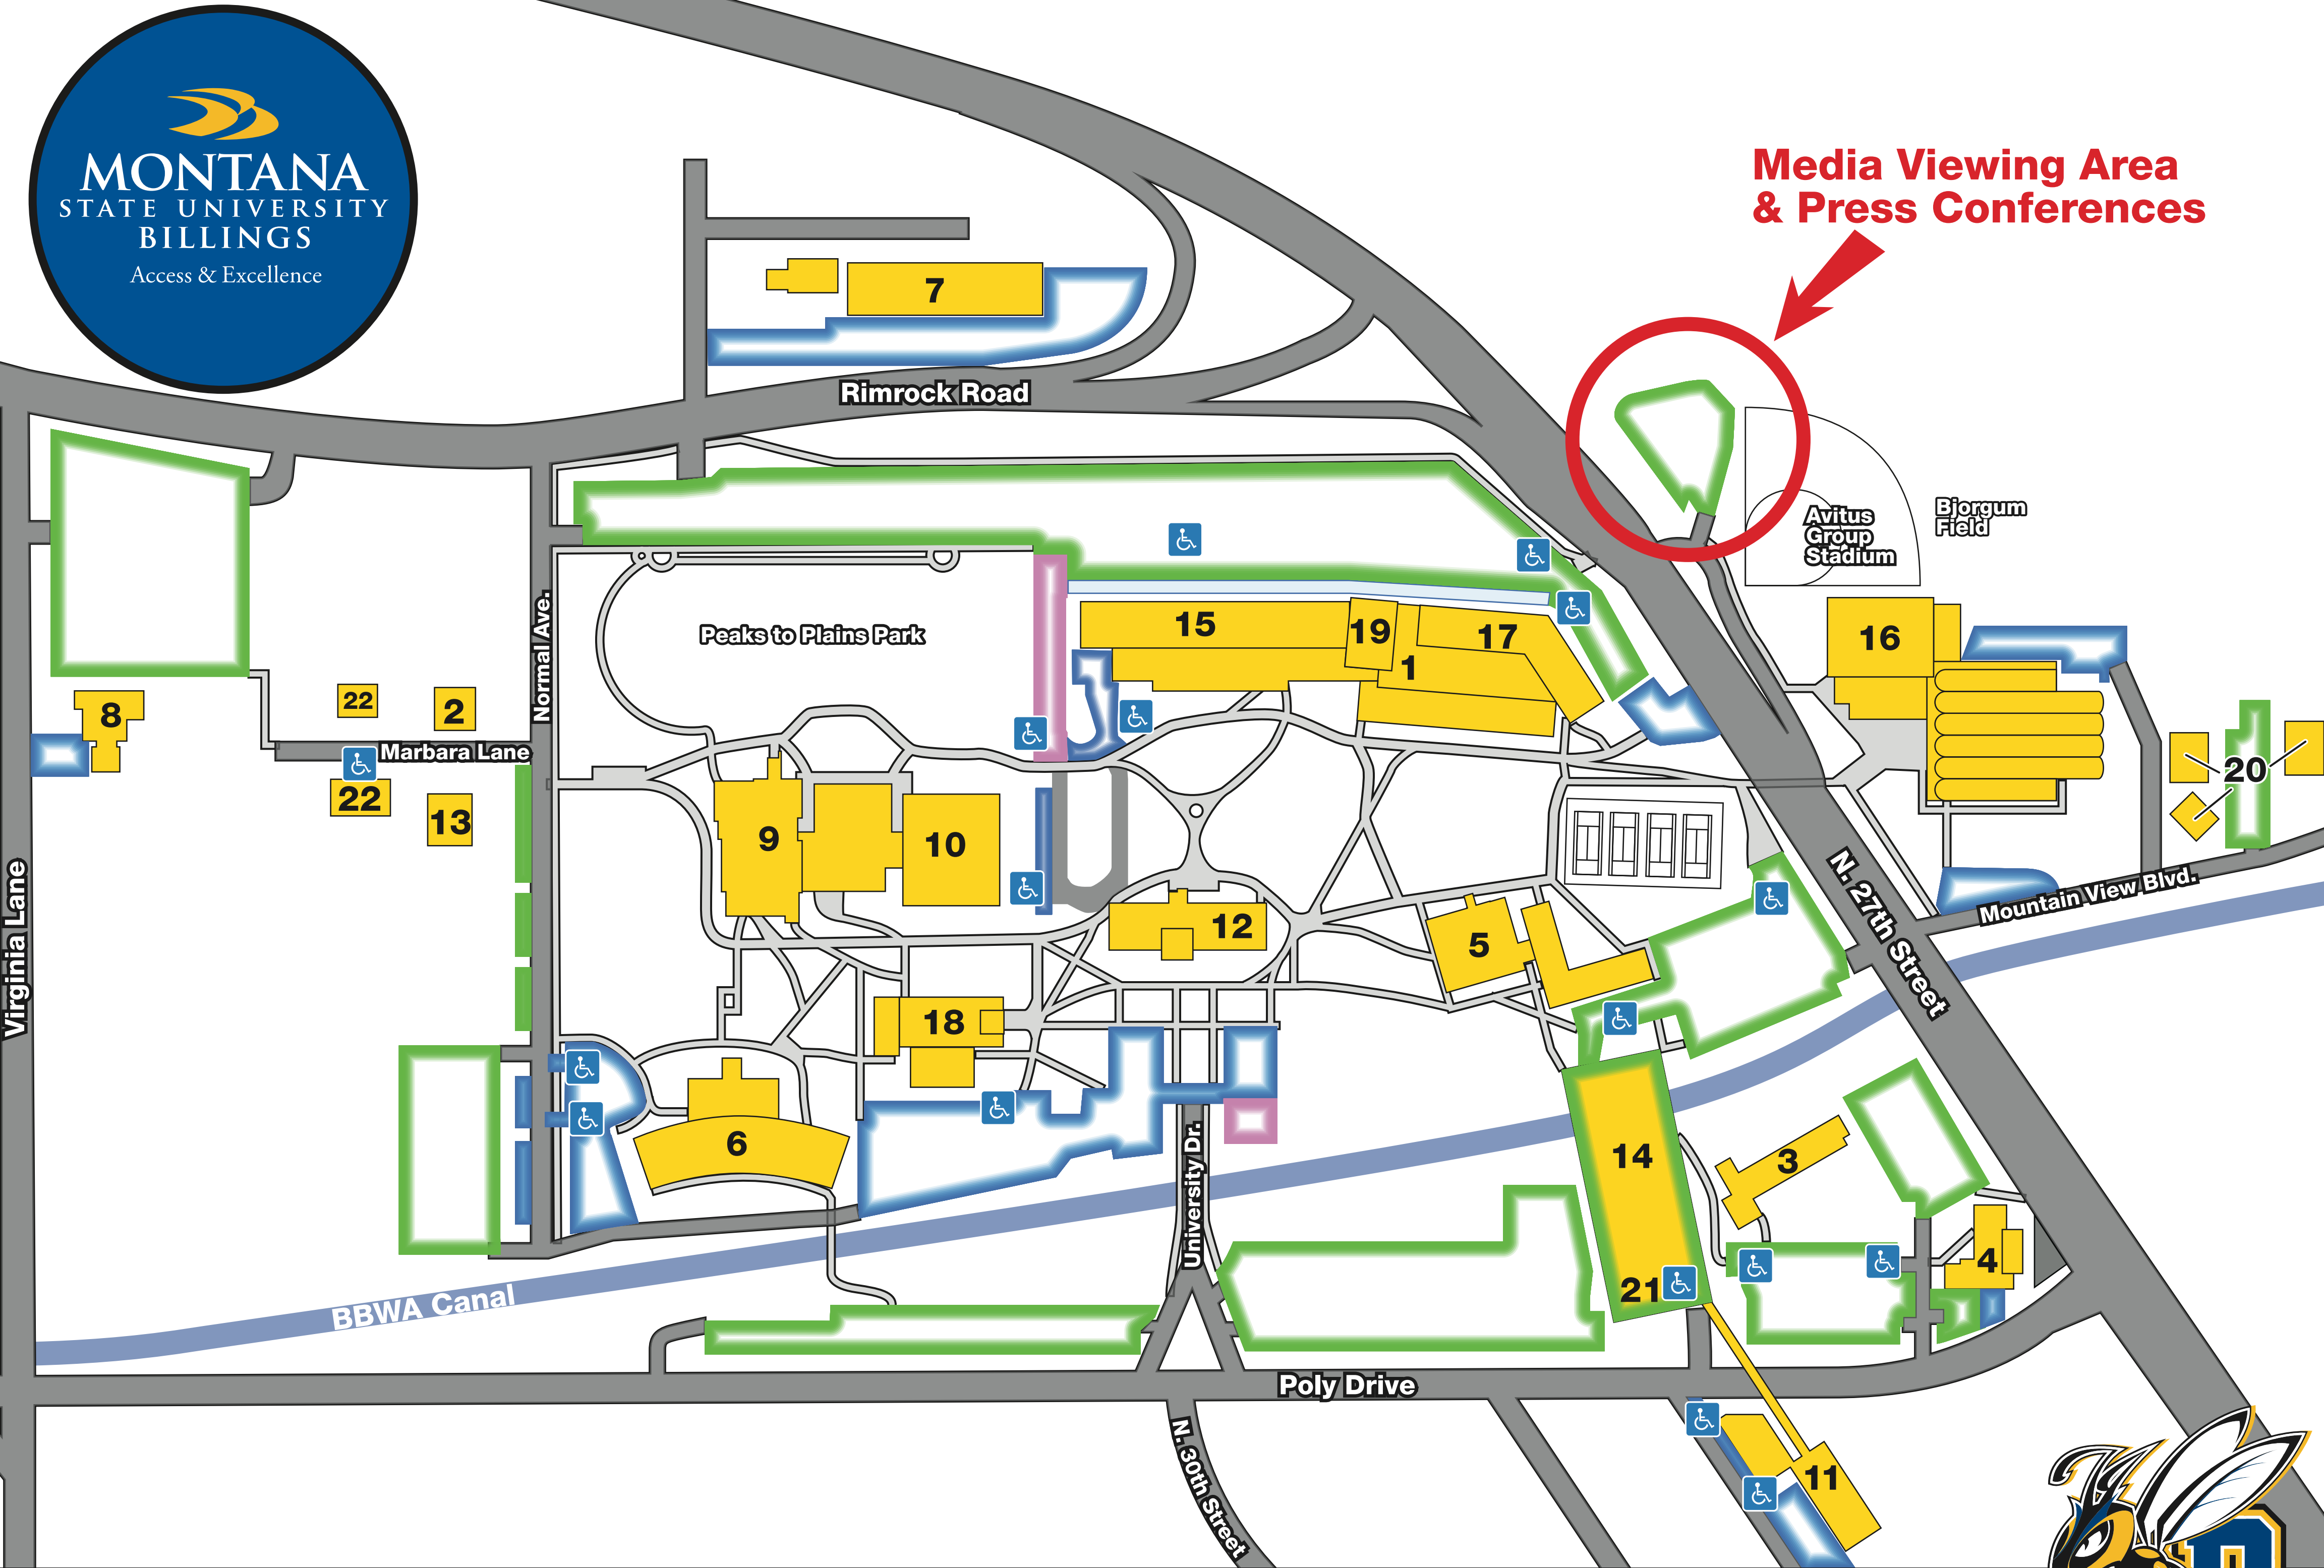 MONTANA
STATE UNIVERSITY
BILLINGS
Access & Excellence
Media Viewing Area
& Press Conferences
7
Rimrock Road
Avitus
Group
Stadium
Bjorgum
Field
Normal Ave.
Peaks to Plains Park
15
19
1
17
16
8
22
2
Marbara Lane
22
13
20
9
10
12
5
N. 27th Street
Mountain View Blvd.
Virginia Lane
18
6
University Dr.
14
3
21
4
BBWA Canal
Poly Drive
N. 30th Street
11